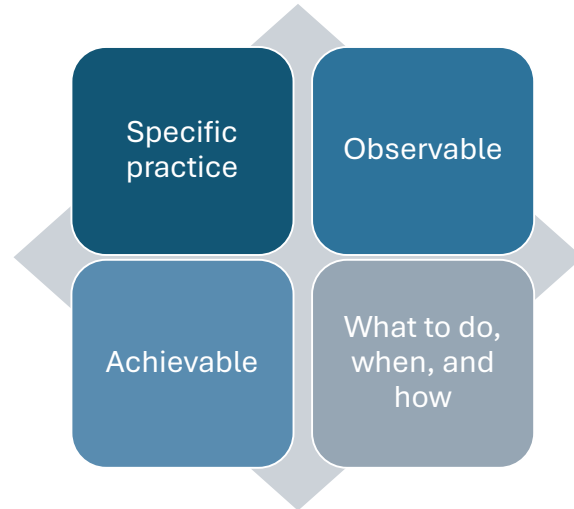 Specific
practice
Observable
Achievable
What to do,
when, and
how